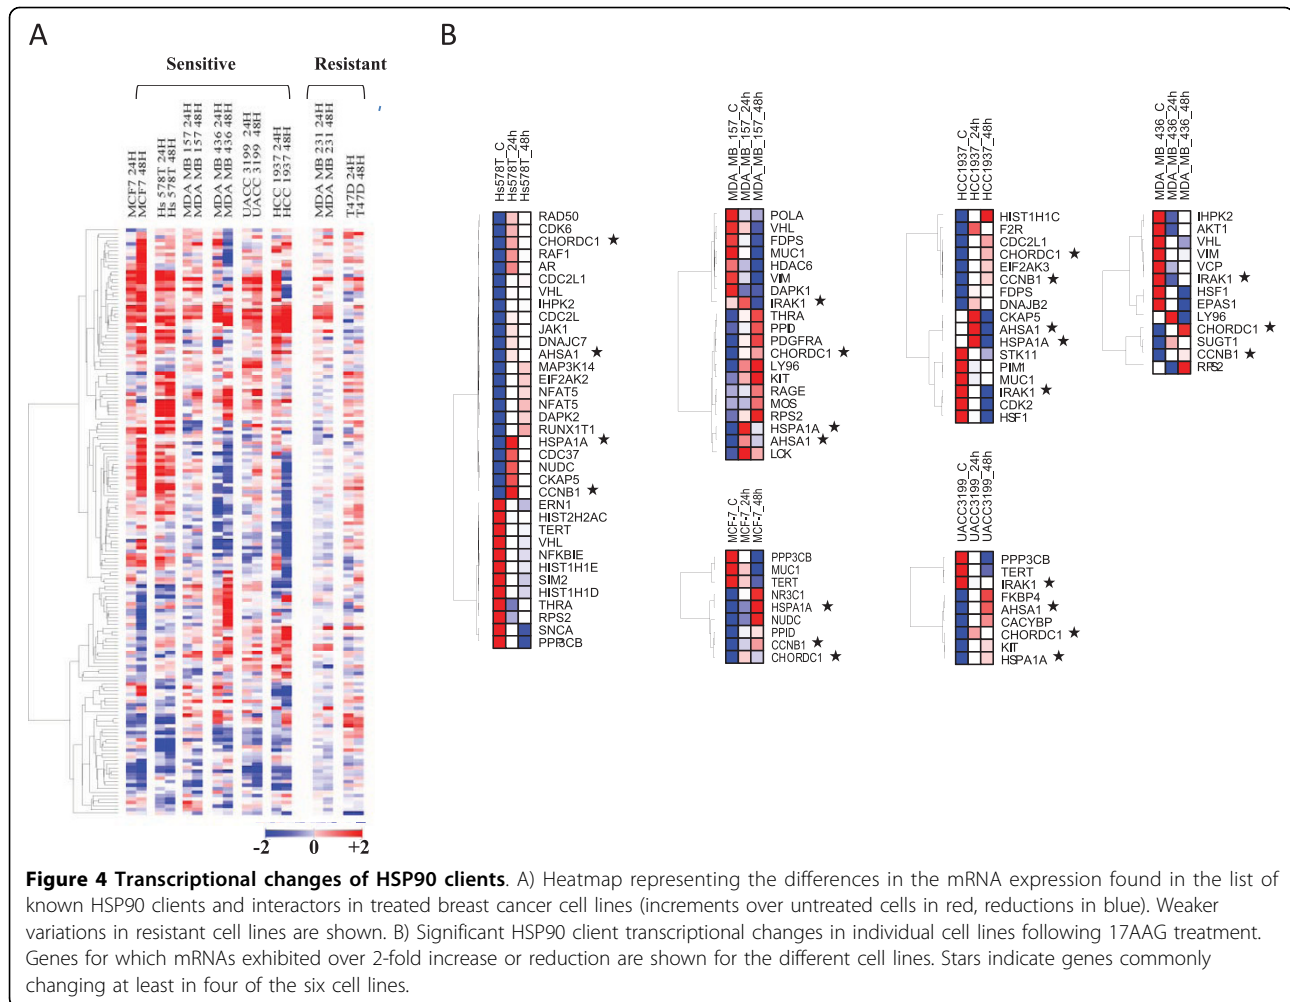 A
B
Sensitive
Resistant
MCF7 24H
MCF7 48H
Hs 578T 24H
Hs 578T 48H
MDA MB 157 24H
MDA MB 157 48H
MDA MB 436 24H
MDA MB 436 48H
UACC 3199 24H
UACC 3199 48H
HCC 1937 24H
HCC 1937 48H
MDA MB 231 24H
MDA MB 231 48H
T47D 24H
T47D 48H
-2 0 +2
Hs578T_C
Hs578T_24h
Hs578T_48h
RAD50
CDK6
CHORDC1 ★
RAF1
AR
CDC2L1
VHL
IHPK2
CDC2L
JAK1
DNAJC7
AHSA1 ★
MAP3K14
EIF2AK2
NFAT5
NFAT5
DAPK2
RUNX1T1
HSPA1A ★
CDC37
NUDC
CKAP5
CCNB1 ★
ERN1
HIST2H2AC
TERT
VHL
NFKBIE
HIST1H1E
SIM2
HIST1H1D
THRA
RPS2
SNCA
PPP3CB
MDA_MB_157_C
MDA_MB_157_24h
MDA_MB_157_48h
POLA
VHL
FDPS
MUC1
HDAC6
VIM
DAPK1
IRAK1 ★
THRA
PPID
PDGFRA
CHORDC1 ★
LY96
KIT
RAGE
MOS
RPS2
HSPA1A ★
AHSA1 ★
LCK
MCF-7_C
MCF-7_24h
MCF-7_48h
PPP3CB
MUC1
TERT
NR3C1
HSPA1A ★
NUDC
PPID
CCNB1 ★
CHORDC1 ★
HCC1937_C
HCC1937_24h
HCC1937_48h
HIST1H1C
F2R
CDC2L1
CHORDC1 ★
EIF2AK3
CCNB1 ★
FDPS
DNAJB2
CKAP5
AHSA1 ★
HSPA1A ★
STK11
PIM1
MUC1
IRAK1 ★
CDK2
HSF1
UACC3199_C
UACC3199_24h
UACC3199_48h
PPP3CB
TERT
IRAK1 ★
FKBP4
AHSA1 ★
CACYBP
CHORDC1 ★
KIT
HSPA1A ★
MDA_MB_436_C
MDA_MB_436_24h
MDA_MB_436_48h
IHPK2
AKT1
VHL
VIM
VCP
IRAK1 ★
HSF1
EPAS1
LY96
CHORDC1 ★
SUGT1
CCNB1 ★
RPS2
Figure 4 Transcriptional changes of HSP90 clients. A) Heatmap representing the differences in the mRNA expression found in the list of
known HSP90 clients and interactors in treated breast cancer cell lines (increments over untreated cells in red, reductions in blue). Weaker
variations in resistant cell lines are shown. B) Significant HSP90 client transcriptional changes in individual cell lines following 17AAG treatment.
Genes for which mRNAs exhibited over 2-fold increase or reduction are shown for the different cell lines. Stars indicate genes commonly
changing at least in four of the six cell lines.